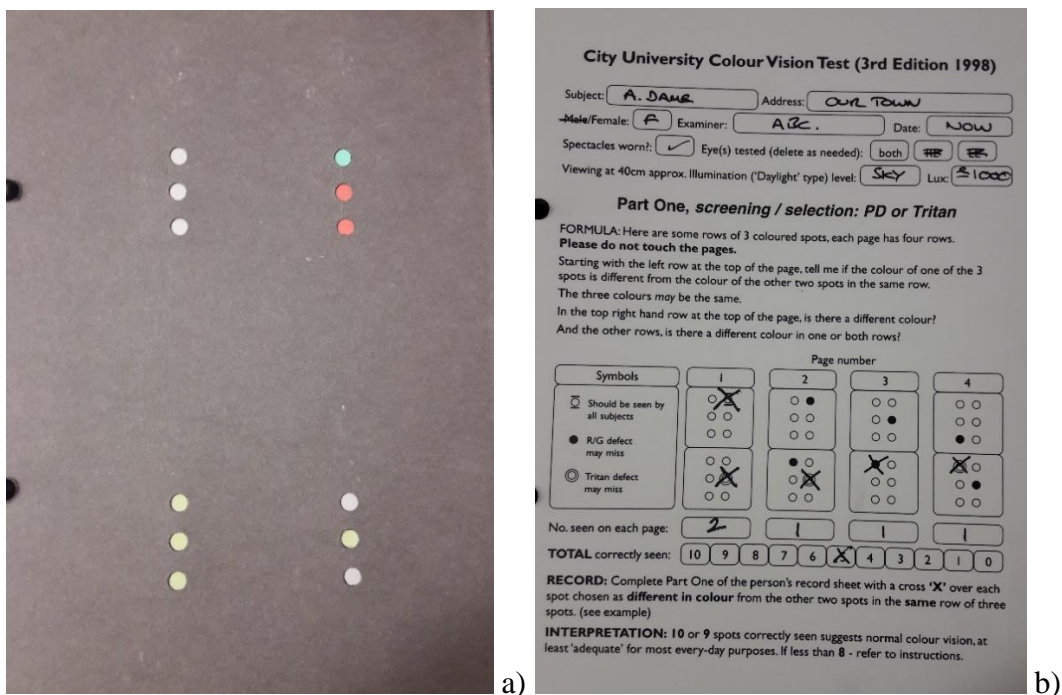 City University Colour Vision Test (3rd Edition 1998)
Subject: A. DAME Address: OUR TOWN
Male/Female: F Examiner: ABC. Date: NOW
Spectacles worn?: ✓ Eye(s) tested (delete as needed): both
Viewing at 40cm approx. Illumination ('Daylight' type) level: SKY Lux: ≤1000
Part One, screening / selection: PD or Tritan
FORMULA: Here are some rows of 3 coloured spots, each page has four rows.
Please do not touch the pages.
Starting with the left row at the top of the page, tell me if the colour of one of the 3
spots is different from the colour of the other two spots in the same row.
The three colours may be the same.
In the top right hand row at the top of the page, is there a different colour?
And the other rows, is there a different colour in one or both rows?
Page number
Symbols 1 2 3 4
Should be seen by
all subjects
R/G defect
may miss
Tritan defect
may miss
No. seen on each page: 2 1 1 1
TOTAL correctly seen: 10 9 8 7 6 X 4 3 2 1 0
RECORD: Complete Part One of the person's record sheet with a cross 'X' over each
spot chosen as different in colour from the other two spots in the same row of three
spots. (see example)
INTERPRETATION: 10 or 9 spots correctly seen suggests normal colour vision, at
least 'adequate' for most every-day purposes. If less than 8 - refer to instructions.
a) b)